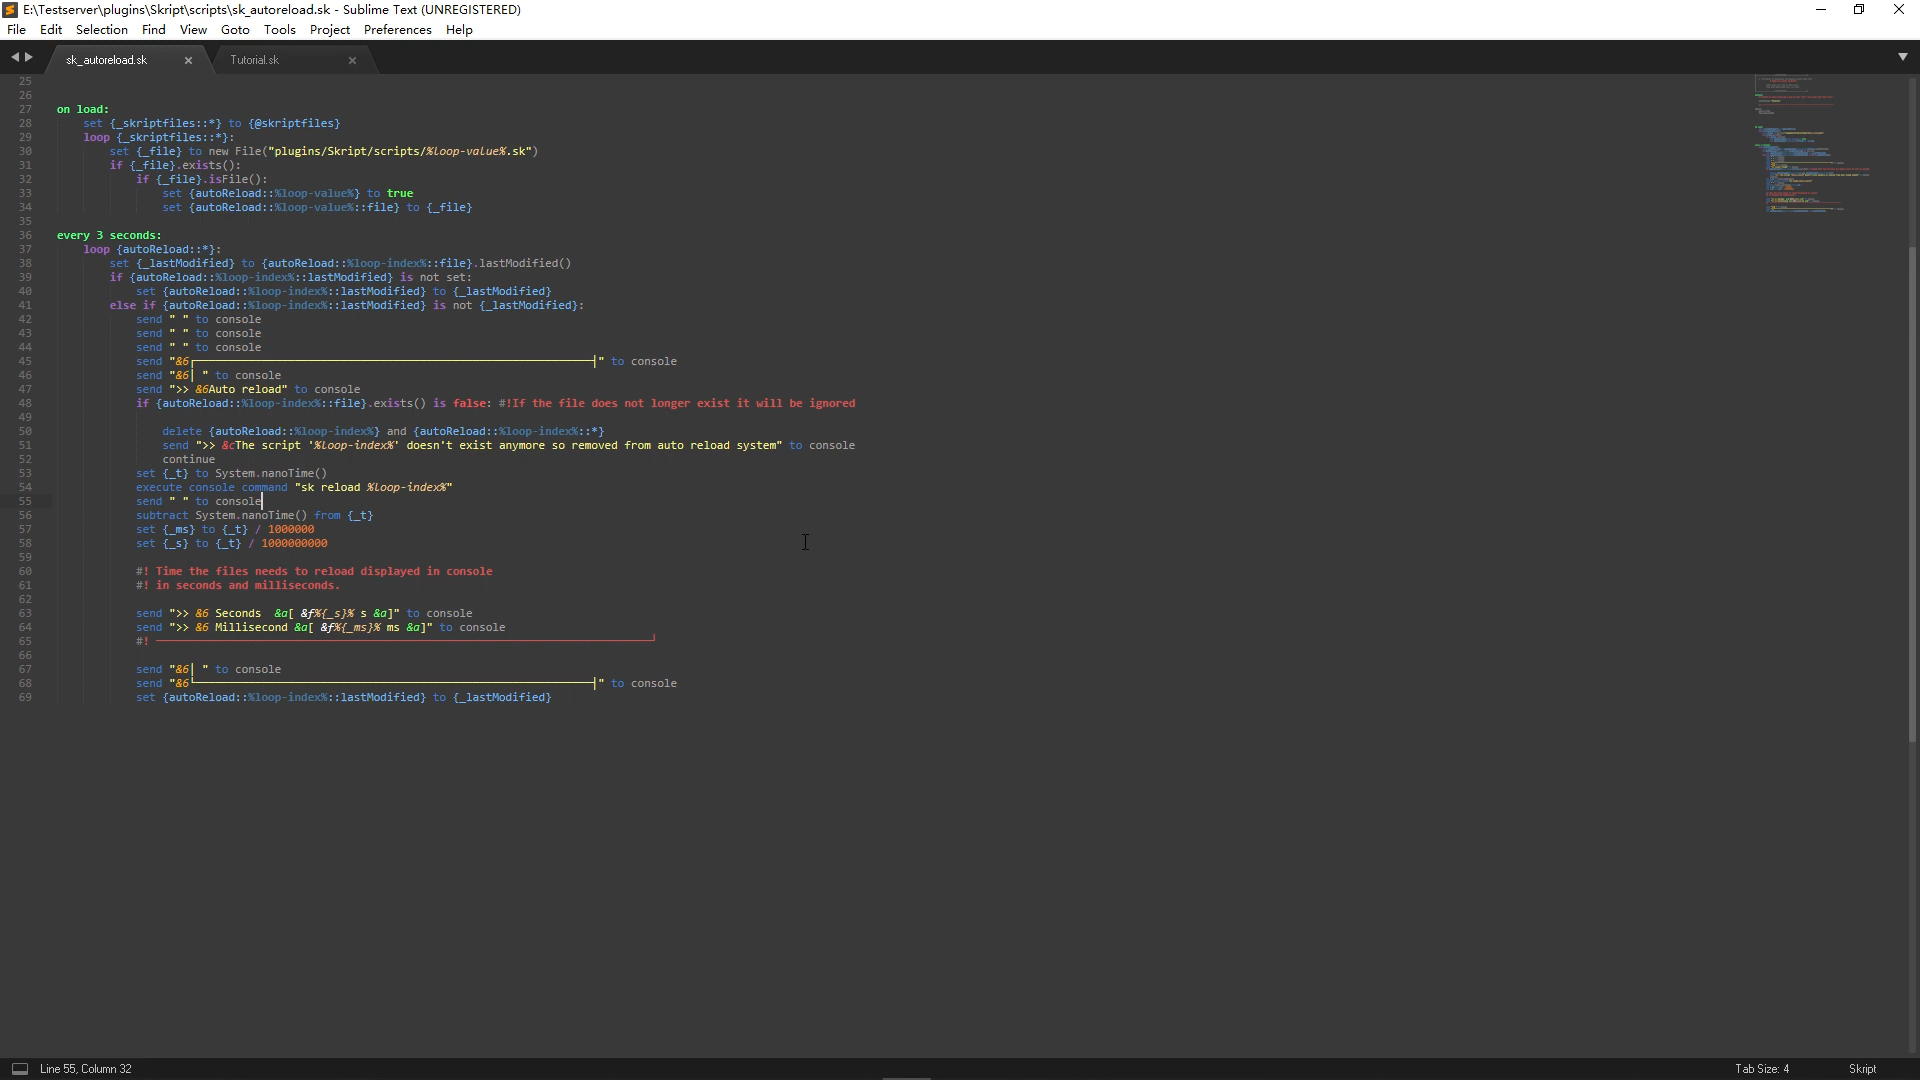 E:\Testserver\plugins\Skript\scripts\sk_autoreload.sk - Sublime Text (UNREGISTERED)
File Edit Selection Find View Goto Tools Project Preferences Help
sk_autoreload.sk Tutorial.sk
25
26
27 on load:
28 set {_skriptfiles::*} to {@skriptfiles}
29 loop {_skriptfiles::*}:
30 set {_file} to new File("plugins/Skript/scripts/%loop-value%.sk")
31 if {_file}.exists():
32 if {_file}.isFile():
33 set {autoReload::%loop-value%} to true
34 set {autoReload::%loop-value%::file} to {_file}
35
36 every 3 seconds:
37 loop {autoReload::*}:
38 set {_lastModified} to {autoReload::%loop-index%::file}.lastModified()
39 if {autoReload::%loop-index%::lastModified} is not set:
40 set {autoReload::%loop-index%::lastModified} to {_lastModified}
41 else if {autoReload::%loop-index%::lastModified} is not {_lastModified}:
42 send " " to console
43 send " " to console
44 send " " to console
45 send "&6┌─────────────────────────────────────────────────────────────┤" to console
46 send "&6│ " to console
47 send ">> &6Auto reload" to console
48 if {autoReload::%loop-index%::file}.exists() is false: #!If the file does not longer exist it will be ignored
49
50 delete {autoReload::%loop-index%} and {autoReload::%loop-index%::*}
51 send ">> &cThe script '%loop-index%' doesn't exist anymore so removed from auto reload system" to console
52 continue
53 set {_t} to System.nanoTime()
54 execute console command "sk reload %loop-index%"
55 send " " to console
56 subtract System.nanoTime() from {_t}
57 set {_ms} to {_t} / 1000000
58 set {_s} to {_t} / 1000000000
59
60 #! Time the files needs to reload displayed in console
61 #! in seconds and milliseconds.
62
63 send ">> &6 Seconds  &a[ &f%{_s}% s &a]" to console
64 send ">> &6 Millisecond &a[ &f%{_ms}% ms &a]" to console
65 #! ───────────────────────────────────────────────────────────────────────────┘
66
67 send "&6│ " to console
68 send "&6└─────────────────────────────────────────────────────────────┤" to console
69 set {autoReload::%loop-index%::lastModified} to {_lastModified}
Line 55, Column 32 Tab Size: 4 Skript